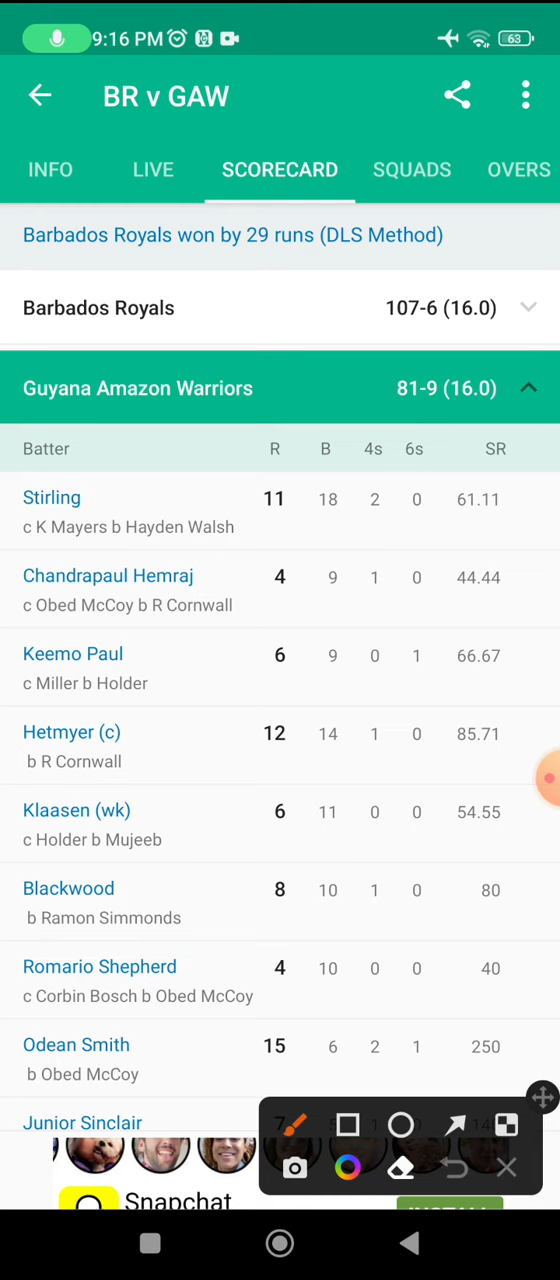 9:16 PM 63
BR v GAW
INFO LIVE SCORECARD SQUADS OVERS
Barbados Royals won by 29 runs (DLS Method)
Barbados Royals 107-6 (16.0)
Guyana Amazon Warriors 81-9 (16.0)
Batter R B 4s 6s SR
Stirling 11 18 2 0 61.11
c K Mayers b Hayden Walsh
Chandrapaul Hemraj 4 9 1 0 44.44
c Obed McCoy b R Cornwall
Keemo Paul 6 9 0 1 66.67
c Miller b Holder
Hetmyer (c) 12 14 1 0 85.71
b R Cornwall
Klaasen (wk) 6 11 0 0 54.55
c Holder b Mujeeb
Blackwood 8 10 1 0 80
b Ramon Simmonds
Romario Shepherd 4 10 0 0 40
c Corbin Bosch b Obed McCoy
Odean Smith 15 6 2 1 250
b Obed McCoy
Junior Sinclair 7
Snapchat